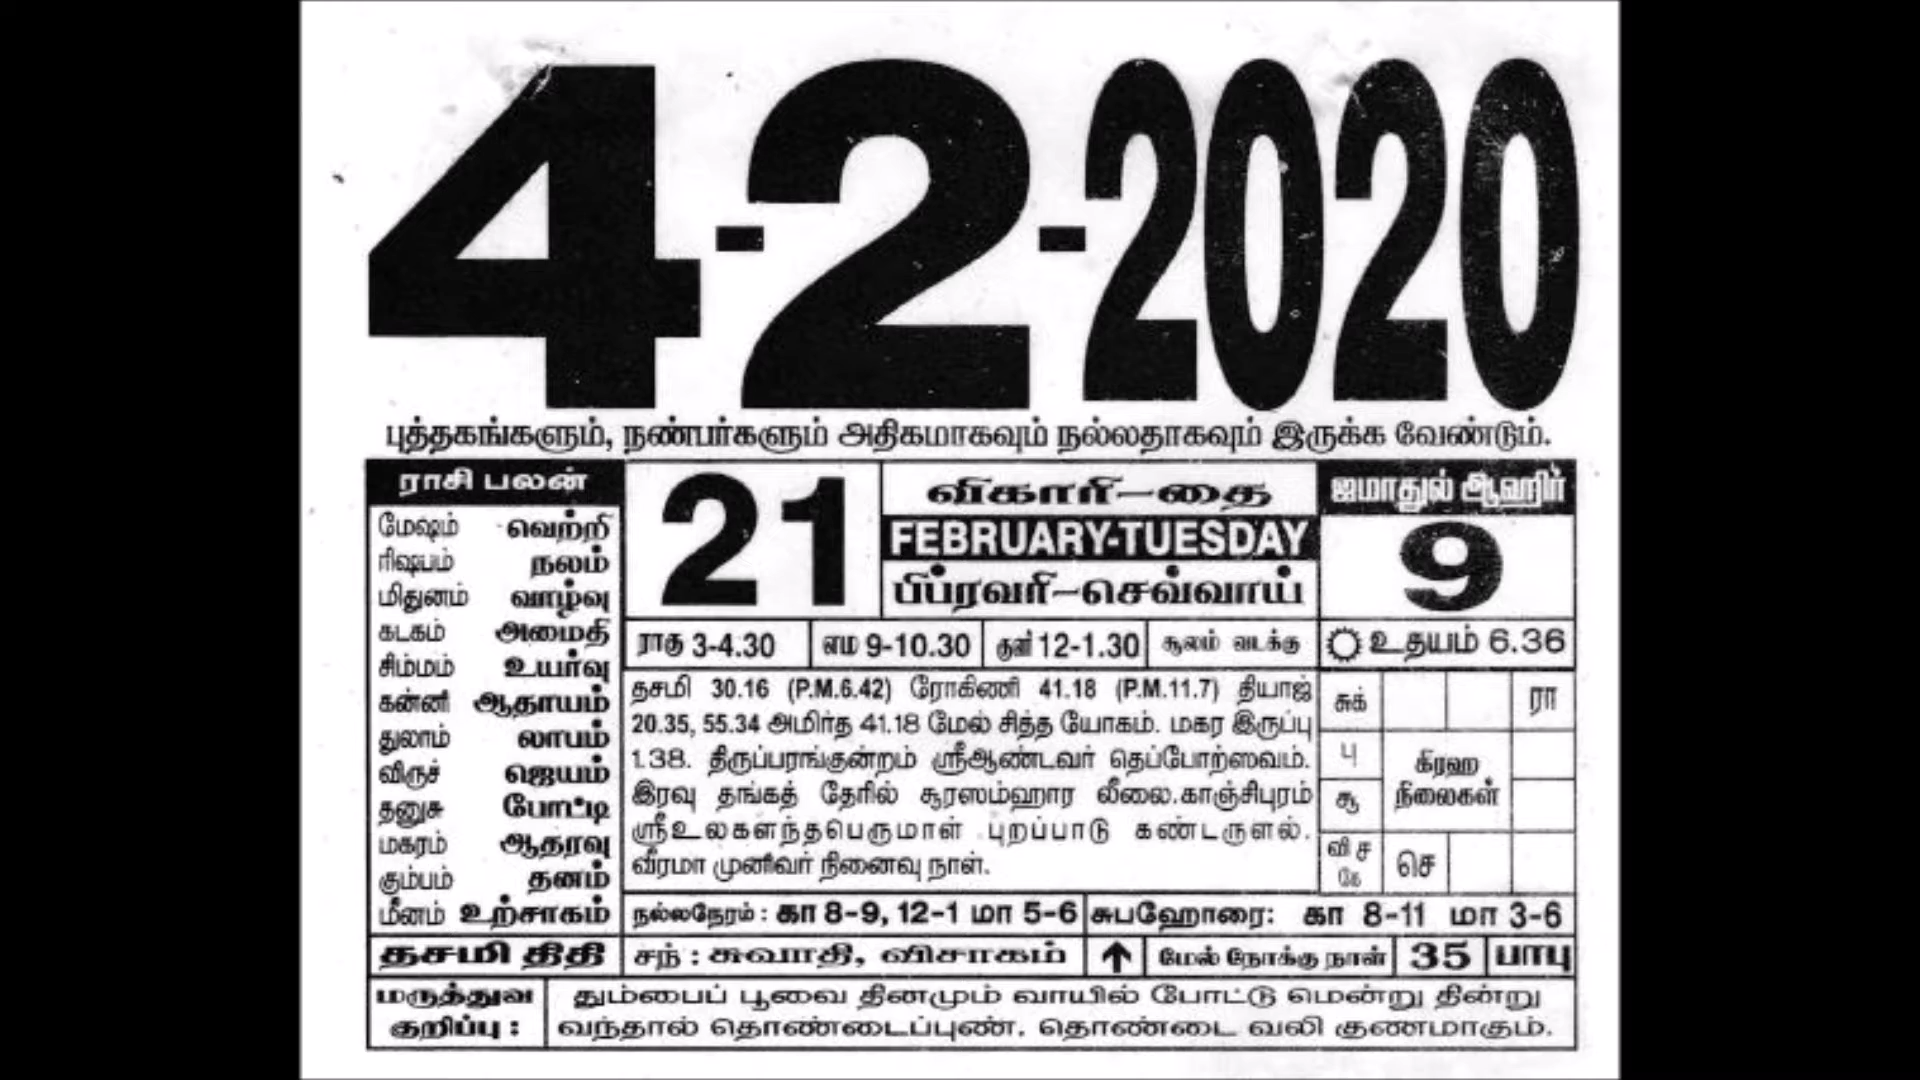 4-2-2020
புத்தகங்களும், நண்பர்களும் அதிகமாகவும் நல்லதாகவும் இருக்க வேண்டும்.
ராசி பலன்
மேஷம் வெற்றி
ரிஷபம் நலம்
மிதுனம் வாழ்வு
கடகம் அமைதி
சிம்மம் உயர்வு
கன்னி ஆதாயம்
துலாம் லாபம்
விருச் ஜெயம்
தனுசு போட்டி
மகரம் ஆதரவு
கும்பம் தனம்
மீனம் உற்சாகம்
21
விகாரி-தை
FEBRUARY-TUESDAY
பிப்ரவரி-செவ்வாய்
ஜமாதுல் ஆஹிர்
9
ராகு 3-4.30 எம 9-10.30 குளி 12-1.30 சூலம் வடக்கு
உதயம் 6.36
தசமி 30.16 (P.M.6.42) ரோகிணி 41.18 (P.M.11.7) தியாஜ்
20.35, 55.34 அமிர்த 41.18 மேல் சித்த யோகம். மகர இருப்பு
1.38. திருப்பரங்குன்றம் ஸ்ரீஆண்டவர் தெப்போற்ஸவம்.
இரவு தங்கத் தேரில் சூரஸம்ஹார லீலை.காஞ்சிபுரம்
ஸ்ரீஉலகளந்தபெருமாள் புறப்பாடு கண்டருளல்.
வீரமா முனிவர் நினைவு நாள்.
சுக் ரா
பு
கிரஹ
நிலைகள்
சூ
வி ச
கே
செ
நல்லநேரம் : கா 8-9, 12-1 மா 5-6 சுபஹோரை: கா 8-11 மா 3-6
தசமி திதி சந் : சுவாதி, விசாகம் ↑ மேல் நோக்கு நாள் 35 பாபு
மருத்துவ
குறிப்பு :
தும்பைப் பூவை தினமும் வாயில் போட்டு மென்று தின்று
வந்தால் தொண்டைப்புண். தொண்டை வலி குணமாகும்.